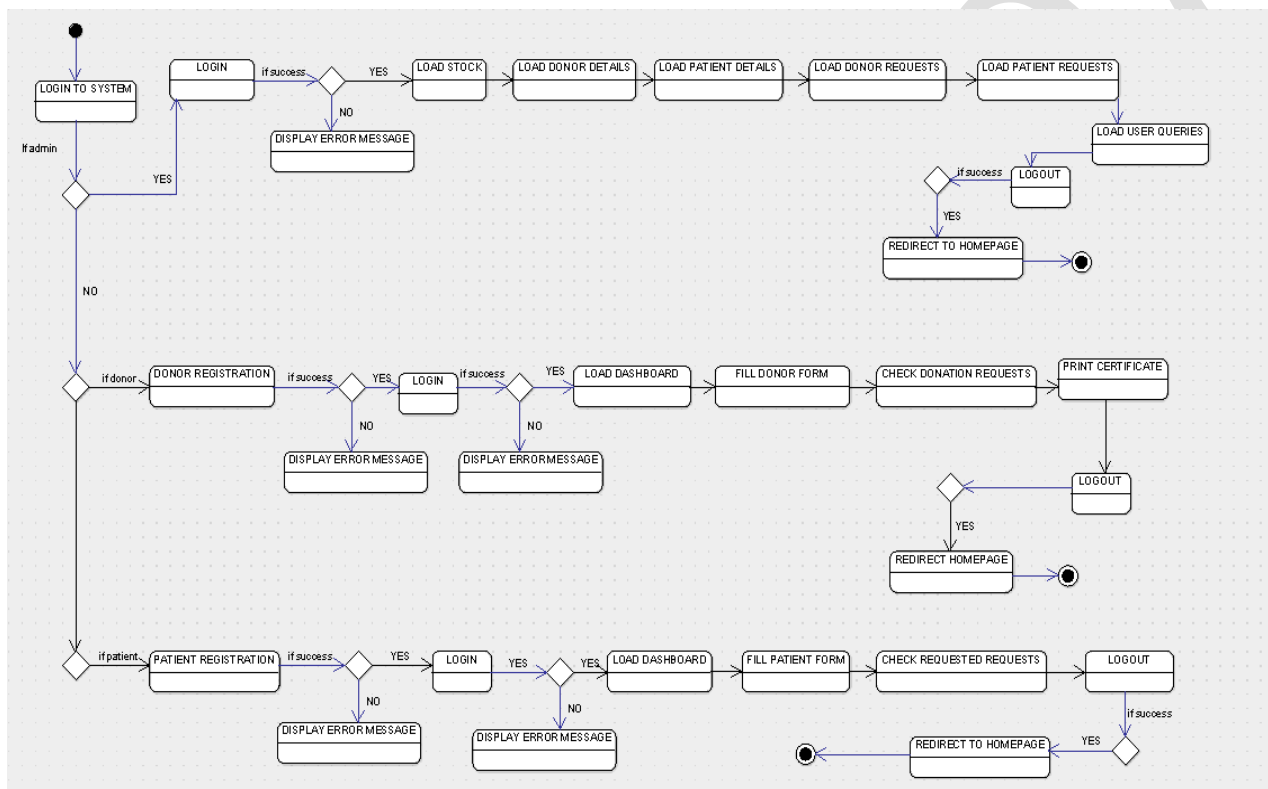 LOGIN TO SYSTEM
If admin
YES
NO
LOGIN
if success
YES
NO
DISPLAY ERROR MESSAGE
LOAD STOCK
LOAD DONOR DETAILS
LOAD PATIENT DETAILS
LOAD DONOR REQUESTS
LOAD PATIENT REQUESTS
LOAD USER QUERIES
LOGOUT
if success
YES
REDIRECT TO HOMEPAGE
if donor
DONOR REGISTRATION
if success
YES
NO
DISPLAY ERROR MESSAGE
LOGIN
if success
YES
NO
DISPLAY ERROR MESSAGE
LOAD DASHBOARD
FILL DONOR FORM
CHECK DONATION REQUESTS
PRINT CERTIFICATE
LOGOUT
YES
REDIRECT HOMEPAGE
if patient
PATIENT REGISTRATION
if success
YES
NO
DISPLAY ERROR MESSAGE
LOGIN
YES
YES
NO
DISPLAY ERROR MESSAGE
LOAD DASHBOARD
FILL PATIENT FORM
CHECK REQUESTED REQUESTS
LOGOUT
if success
YES
REDIRECT TO HOMEPAGE